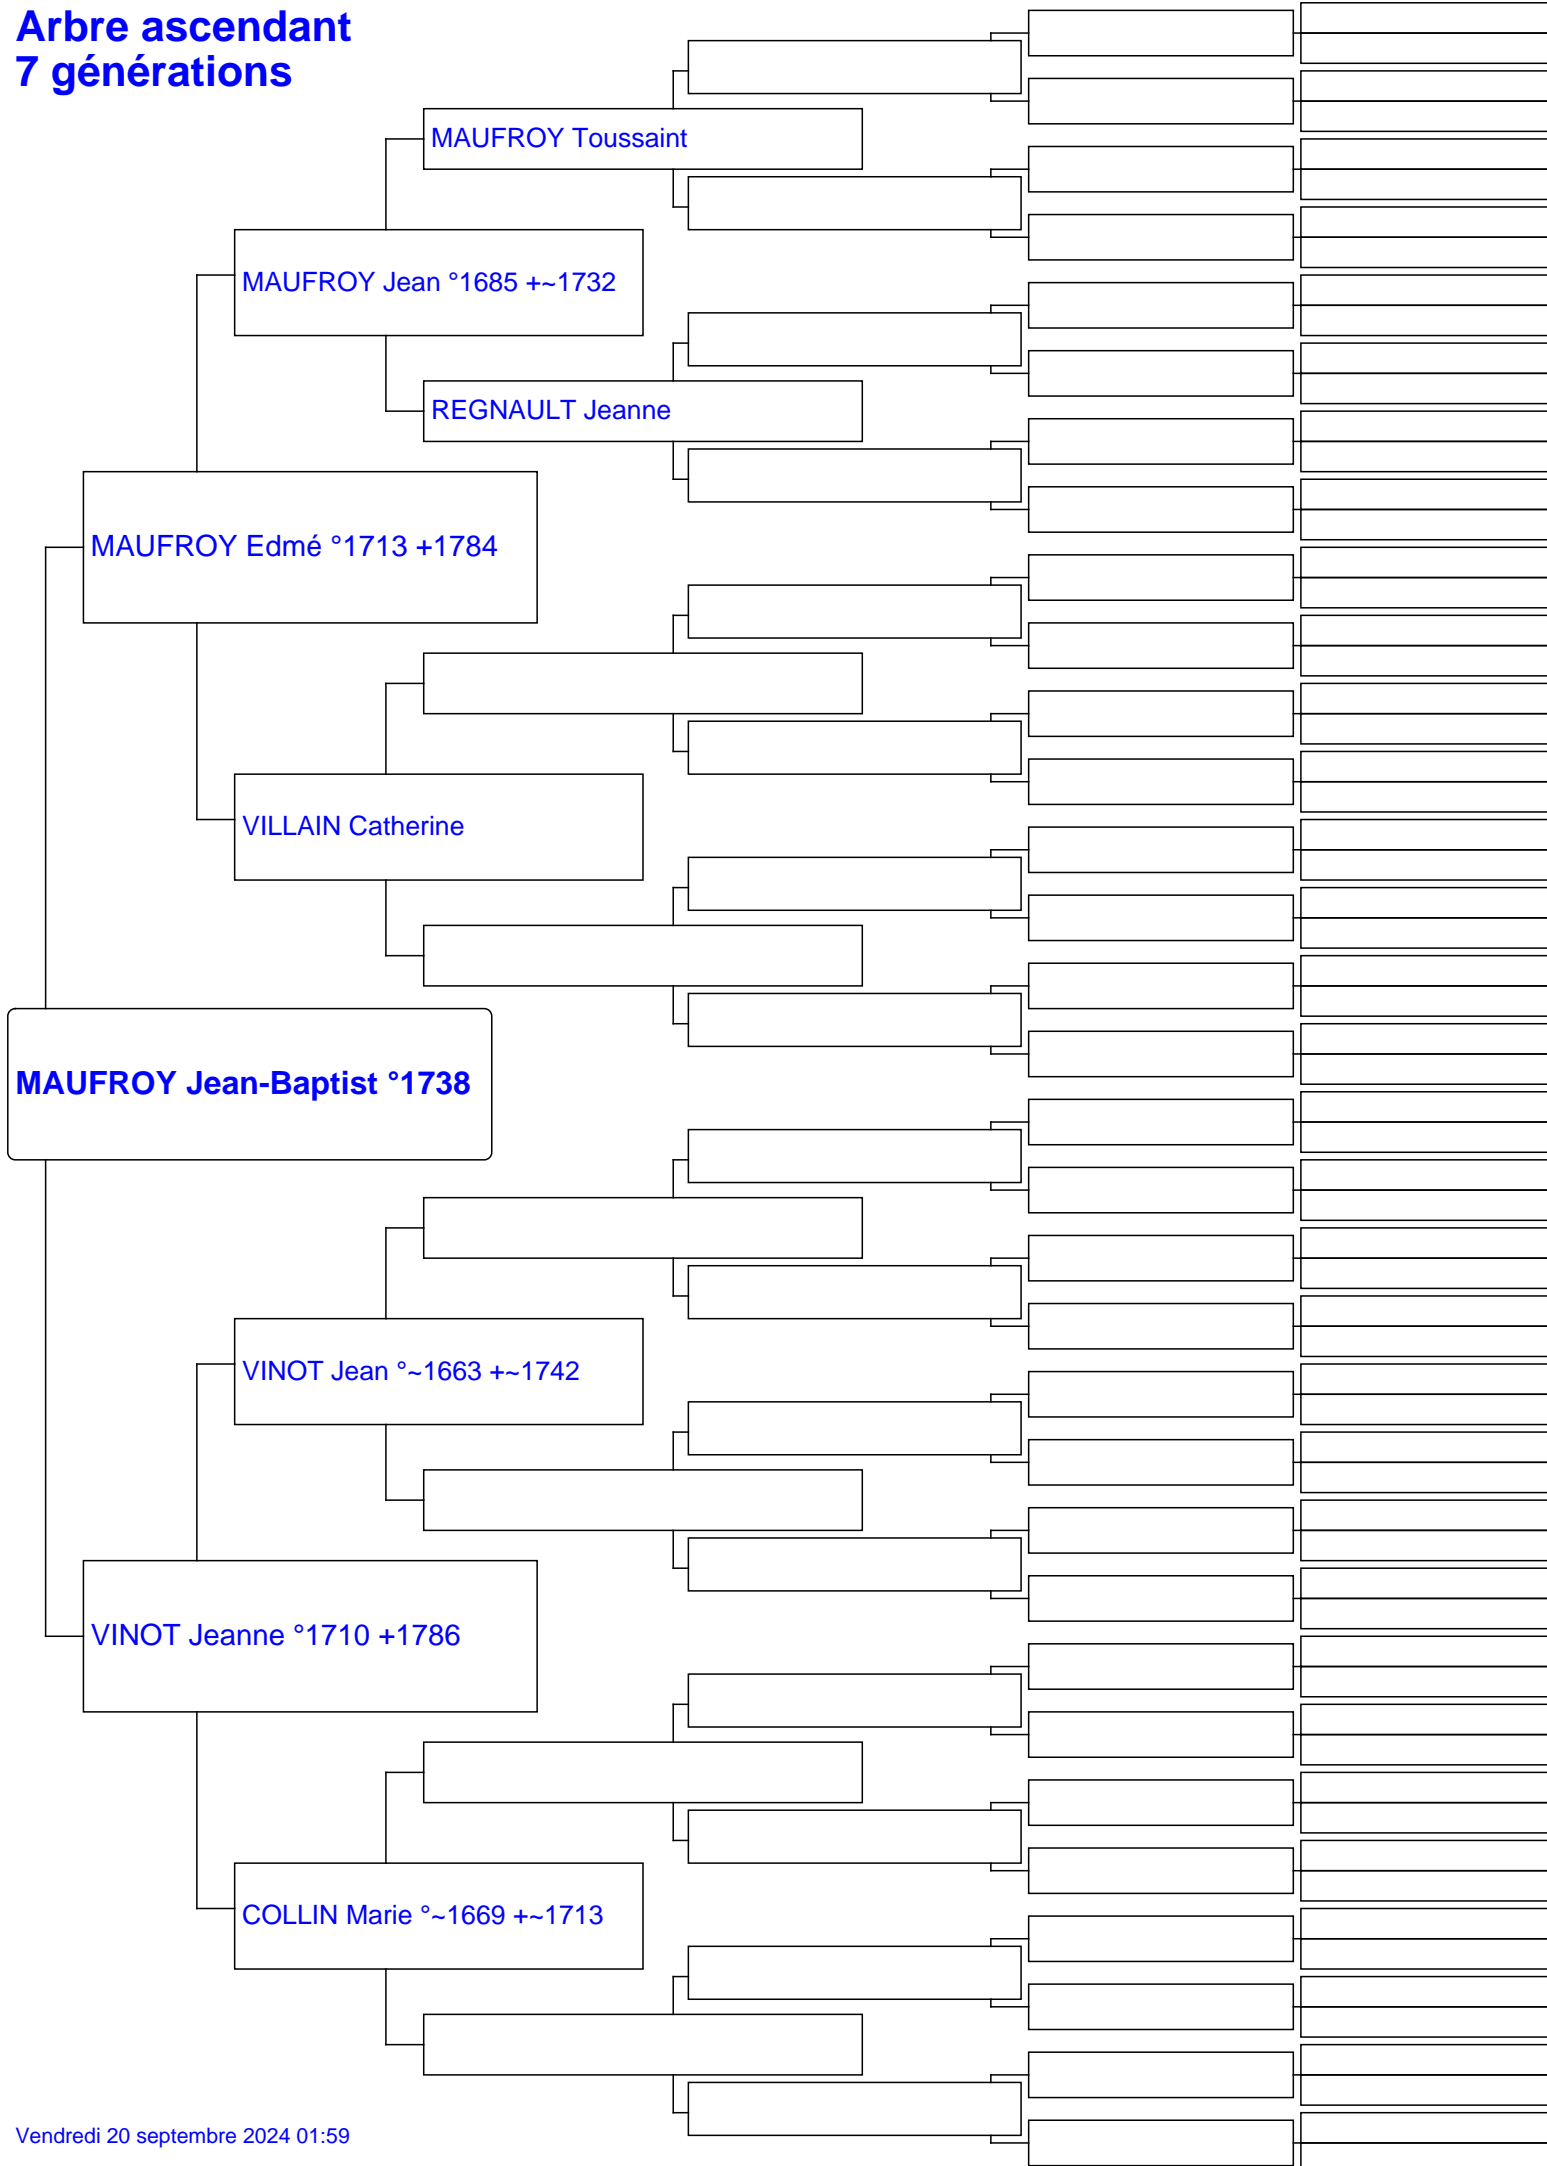 Arbre ascendant
7 générations
MAUFROY Toussaint
MAUFROY Jean °1685 +~1732
REGNAULT Jeanne
MAUFROY Edmé °1713 +1784
VILLAIN Catherine
MAUFROY Jean-Baptist °1738
VINOT Jean °~1663 +~1742
VINOT Jeanne °1710 +1786
COLLIN Marie °~1669 +~1713
Vendredi 20 septembre 2024 01:59